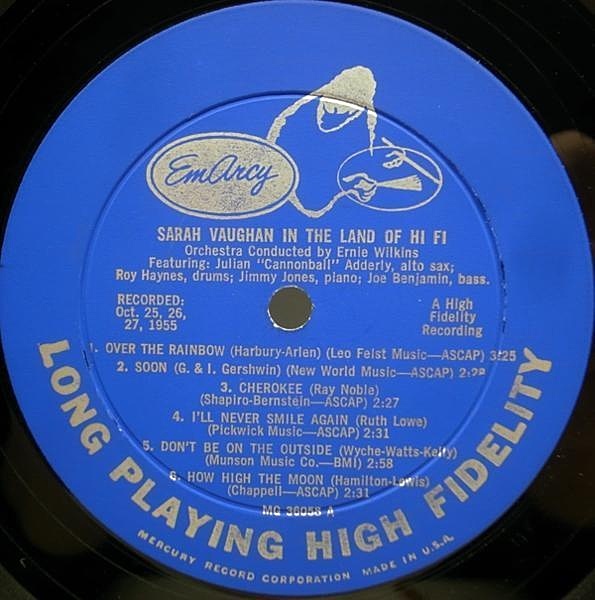 EmArcy
SARAH VAUGHAN IN THE LAND OF HI FI
Orchestra Conducted by Ernie Wilkins
Featuring: Julian "Cannonball" Adderly, alto sax;
Roy Haynes, drums; Jimmy Jones, piano; Joe Benjamin, bass.
RECORDED:
Oct. 25, 26,
27, 1955
A High
Fidelity
Recording
1. OVER THE RAINBOW (Harbury-Arlen) (Leo Feist Music—ASCAP) 3:25
2. SOON (G. & I. Gershwin) (New World Music—ASCAP) 2:28
3. CHEROKEE (Ray Noble)
(Shapiro-Bernstein—ASCAP) 2:27
4. I'LL NEVER SMILE AGAIN (Ruth Lowe)
(Pickwick Music—ASCAP) 2:31
5. DON'T BE ON THE OUTSIDE (Wyche-Watts-Kelly)
(Munson Music Co.—BMI) 2:58
6. HOW HIGH THE MOON (Hamilton-Lewis)
(Chappell—ASCAP) 2:31
MG 36058 A
LONG PLAYING HIGH FIDELITY
MERCURY RECORD CORPORATION MADE IN U.S.A.